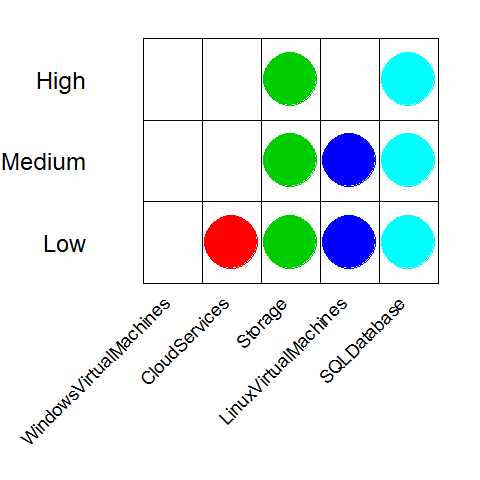 High
Medium
Low
WindowsVirtualMachines
CloudServices
Storage
LinuxVirtualMachines
SQLDatabase